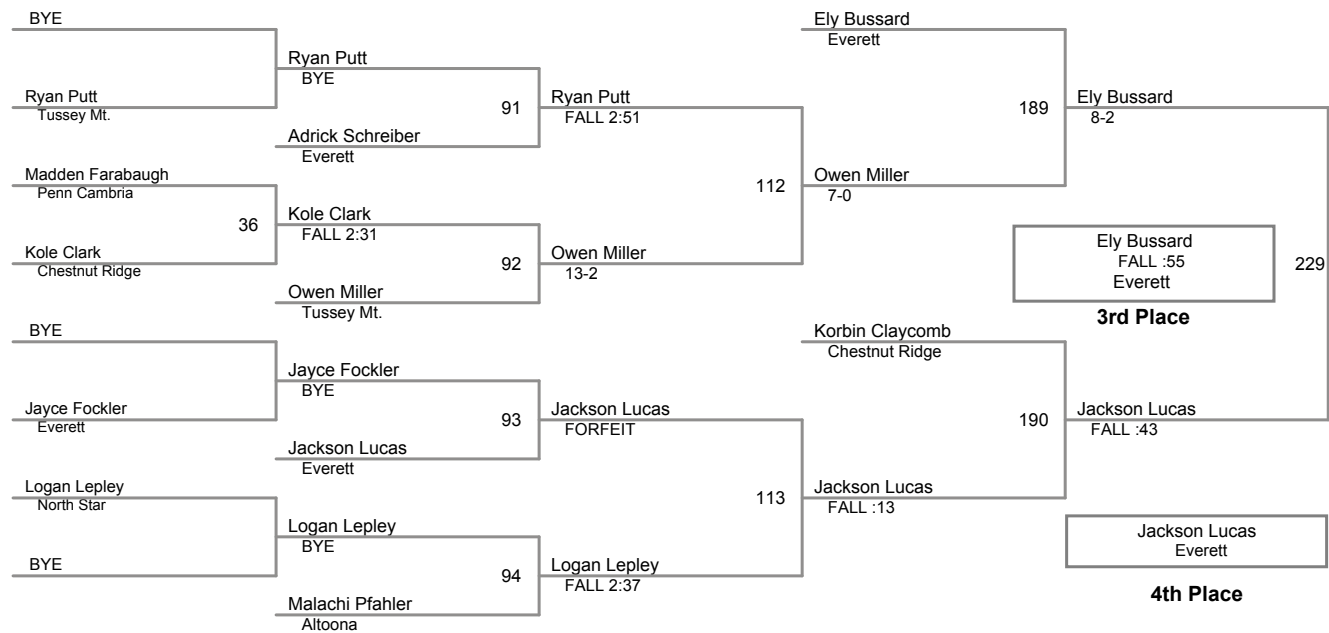 BYE
Ryan Putt
Tussey Mt.
Madden Farabaugh
Penn Cambria
36
Kole Clark
Chestnut Ridge
BYE
Jayce Fockler
Everett
Logan Lepley
North Star
BYE
Ryan Putt
BYE
91
Adrick Schreiber
Everett
Kole Clark
FALL 2:31
92
Owen Miller
Tussey Mt.
Jayce Fockler
BYE
93
Jackson Lucas
Everett
Logan Lepley
BYE
94
Malachi Pfahler
Altoona
Ryan Putt
FALL 2:51
112
Owen Miller
13-2
Jackson Lucas
FORFEIT
113
Logan Lepley
FALL 2:37
Ely Bussard
Everett
189
Owen Miller
7-0
Korbin Claycomb
Chestnut Ridge
190
Jackson Lucas
FALL :13
Ely Bussard
8-2
229
Jackson Lucas
FALL :43
Ely Bussard
FALL :55
Everett
3rd Place
Jackson Lucas
Everett
4th Place